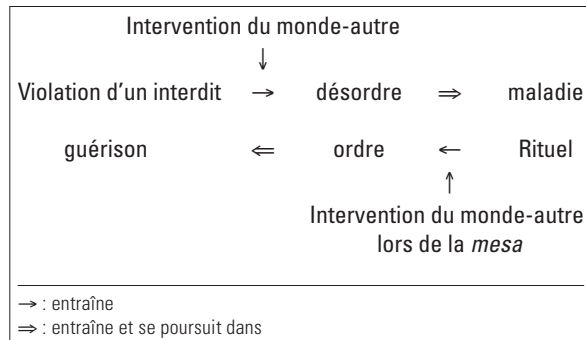 Intervention du monde-autre
↓
Violation d'un interdit → désordre ⇒ maladie
guérison ⇐ ordre ← Rituel
↑
Intervention du monde-autre
lors de la mesa
→ : entraîne
⇒ : entraîne et se poursuit dans